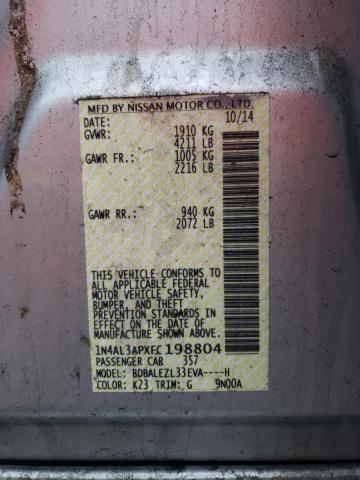 MFD BY NISSAN MOTOR CO., LTD.
DATE: 10/14
GVWR: 1910 KG
4211 LB
GAWR FR.: 1005 KG
2216 LB
GAWR RR.: 940 KG
2072 LB
THIS VEHICLE CONFORMS TO
ALL APPLICABLE FEDERAL
MOTOR VEHICLE SAFETY,
BUMPER, AND THEFT
PREVENTION STANDARDS IN
EFFECT ON THE DATE OF
MANUFACTURE SHOWN ABOVE.
1N4AL3APXFC198804
PASSENGER CAR 357
MODEL: BDBALEZL33EVA----H
COLOR: K23 TRIM: G 9N00A